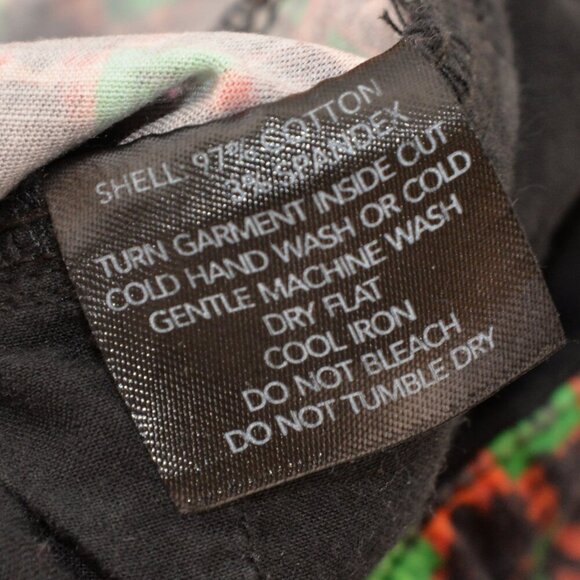 SHELL 97% COTTON
3% SPANDEX
TURN GARMENT INSIDE OUT
COLD HAND WASH OR COLD
GENTLE MACHINE WASH
DRY FLAT
COOL IRON
DO NOT BLEACH
DO NOT TUMBLE DRY